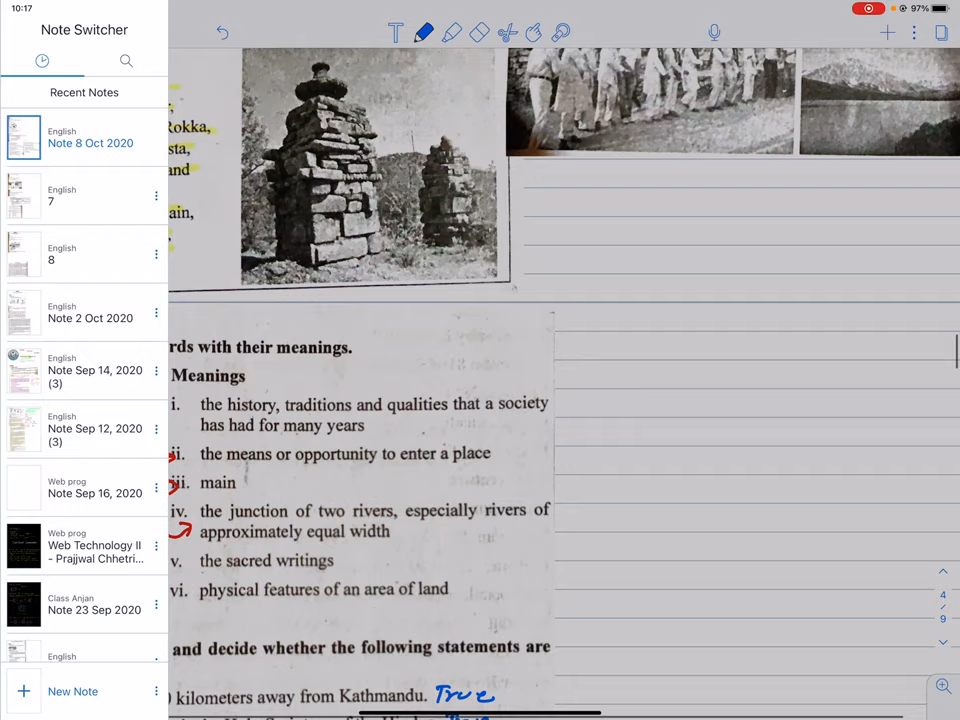 10:17
97%
Note Switcher
Recent Notes
English
Note 8 Oct 2020
English
7
English
8
English
Note 2 Oct 2020
English
Note Sep 14, 2020
(3)
English
Note Sep 12, 2020
(3)
Web prog
Note Sep 16, 2020
Web prog
Web Technology II
- Prajjwal Chhetri...
Class Anjan
Note 23 Sep 2020
English
New Note
Rokka,
sta,
and
ain,
rds with their meanings.
Meanings
i. the history, traditions and qualities that a society
has had for many years
ii. the means or opportunity to enter a place
iii. main
iv. the junction of two rivers, especially rivers of
approximately equal width
v. the sacred writings
vi. physical features of an area of land
and decide whether the following statements are
) kilometers away from Kathmandu. True
4
/
9